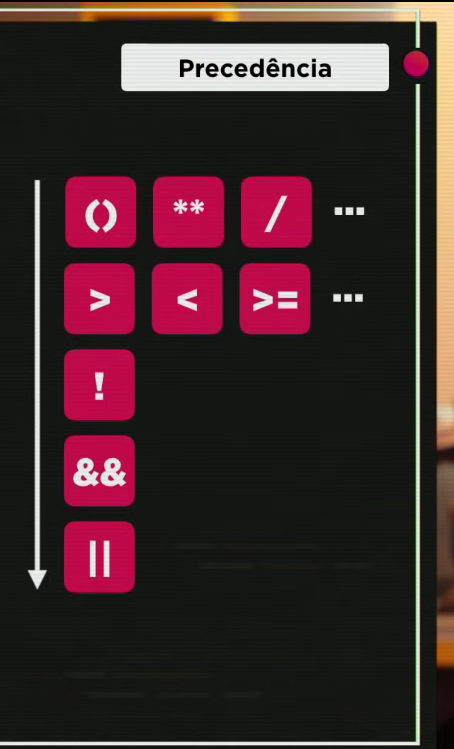 Precedência
() ** / ...
> < >= ...
!
&&
||